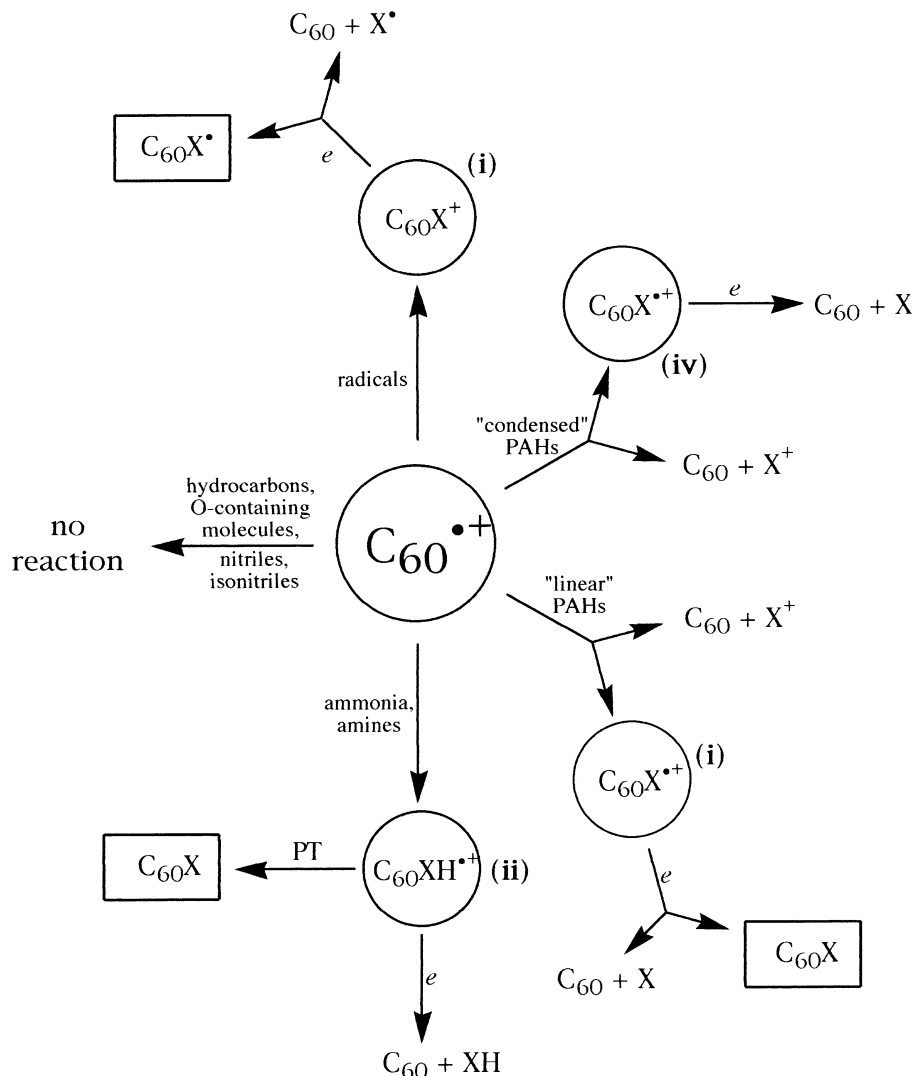 C₆₀ + X•
C₆₀X•
e
(i)
C₆₀X⁺
radicals
C₆₀X•⁺
e
C₆₀ + X
(iv)
"condensed"
PAHs
C₆₀ + X⁺
hydrocarbons,
O-containing
molecules,
nitriles,
isonitriles
no
reaction
C₆₀•⁺
"linear"
PAHs
C₆₀ + X⁺
ammonia,
amines
C₆₀X•⁺
(i)
C₆₀X
PT
C₆₀XH•⁺
(ii)
e
C₆₀ + X
C₆₀X
e
C₆₀ + XH